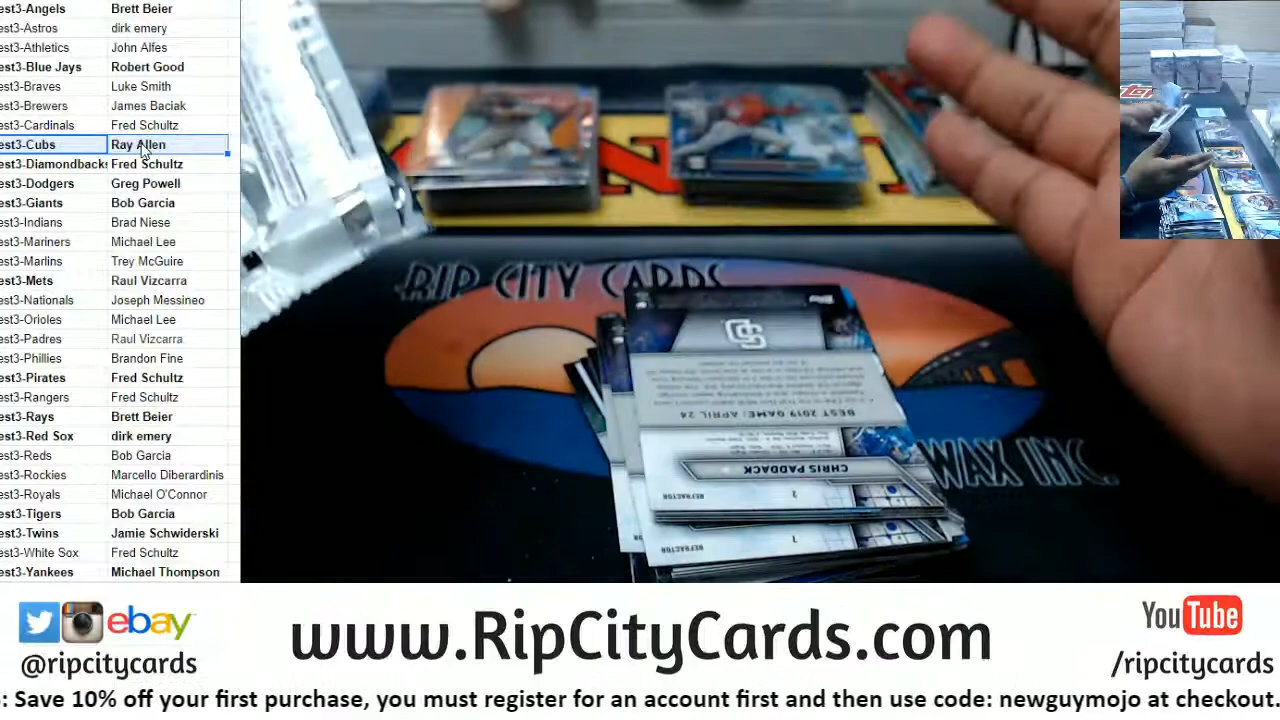 est3-Angels Brett Beier
est3-Astros dirk emery
est3-Athletics John Alfes
est3-Blue Jays Robert Good
est3-Braves Luke Smith
est3-Brewers James Baciak
est3-Cardinals Fred Schultz
est3-Cubs Ray Allen
est3-Diamondbacks Fred Schultz
est3-Dodgers Greg Powell
est3-Giants Bob Garcia
est3-Indians Brad Niese
est3-Mariners Michael Lee
est3-Marlins Trey McGuire
est3-Mets Raul Vizcarra
est3-Nationals Joseph Messineo
est3-Orioles Michael Lee
est3-Padres Raul Vizcarra
est3-Phillies Brandon Fine
est3-Pirates Fred Schultz
est3-Rangers Fred Schultz
est3-Rays Brett Beier
est3-Red Sox dirk emery
est3-Reds Bob Garcia
est3-Rockies Marcello Diberardinis
est3-Royals Michael O'Connor
est3-Tigers Bob Garcia
est3-Twins Jamie Schwiderski
est3-White Sox Fred Schultz
est3-Yankees Michael Thompson
RIP CITY CARDS
WAX INC.
BEST 2019 GAME: APRIL 24
CHRIS PADDACK
REFRACTOR
2
REFRACTOR
1
ebay
@ripcitycards
www.RipCityCards.com
YouTube
/ripcitycards
: Save 10% off your first purchase, you must register for an account first and then use code: newguymojo at checkout.